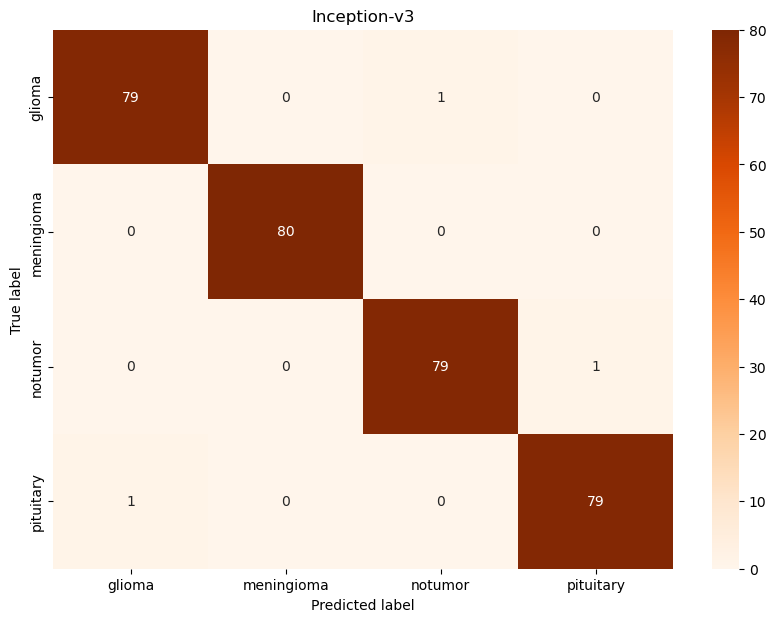 Inception-v3
glioma 79 0 1 0
meningioma 0 80 0 0
notumor 0 0 79 1
pituitary 1 0 0 79
glioma meningioma notumor pituitary
Predicted label
True label
80
70
60
50
40
30
20
10
0